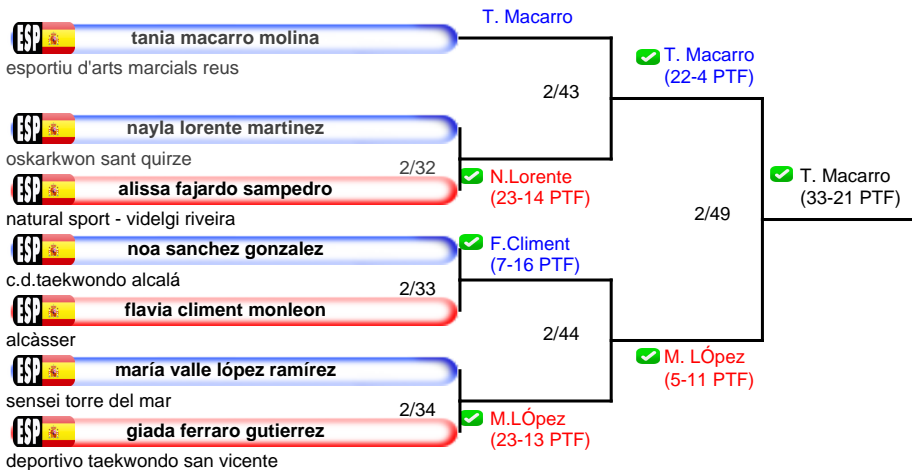 T. Macarro
ESP tania macarro molina
esportiu d'arts marcials reus
T. Macarro
(22-4 PTF)
2/43
ESP nayla lorente martinez
oskarkwon sant quirze
2/32
N.Lorente
(23-14 PTF)
ESP alissa fajardo sampedro
natural sport - videlgi riveira
T. Macarro
(33-21 PTF)
2/49
ESP noa sanchez gonzalez
c.d.taekwondo alcalá
F.Climent
(7-16 PTF)
2/33
ESP flavia climent monleon
alcàsser
2/44
M. LÓpez
(5-11 PTF)
ESP maría valle lópez ramírez
sensei torre del mar
2/34
M.LÓpez
(23-13 PTF)
ESP giada ferraro gutierrez
deportivo taekwondo san vicente